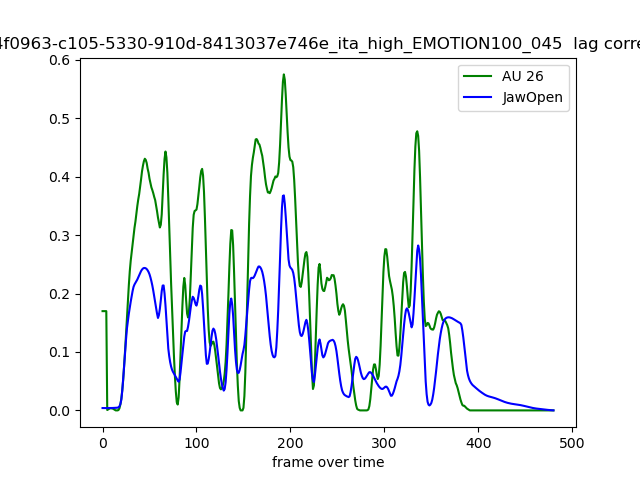 4f0963-c105-5330-910d-8413037e746e_ita_high_EMOTION100_045 lag corre
AU 26
JawOpen
0.6
0.5
0.4
0.3
0.2
0.1
0.0
0 100 200 300 400 500
frame over time